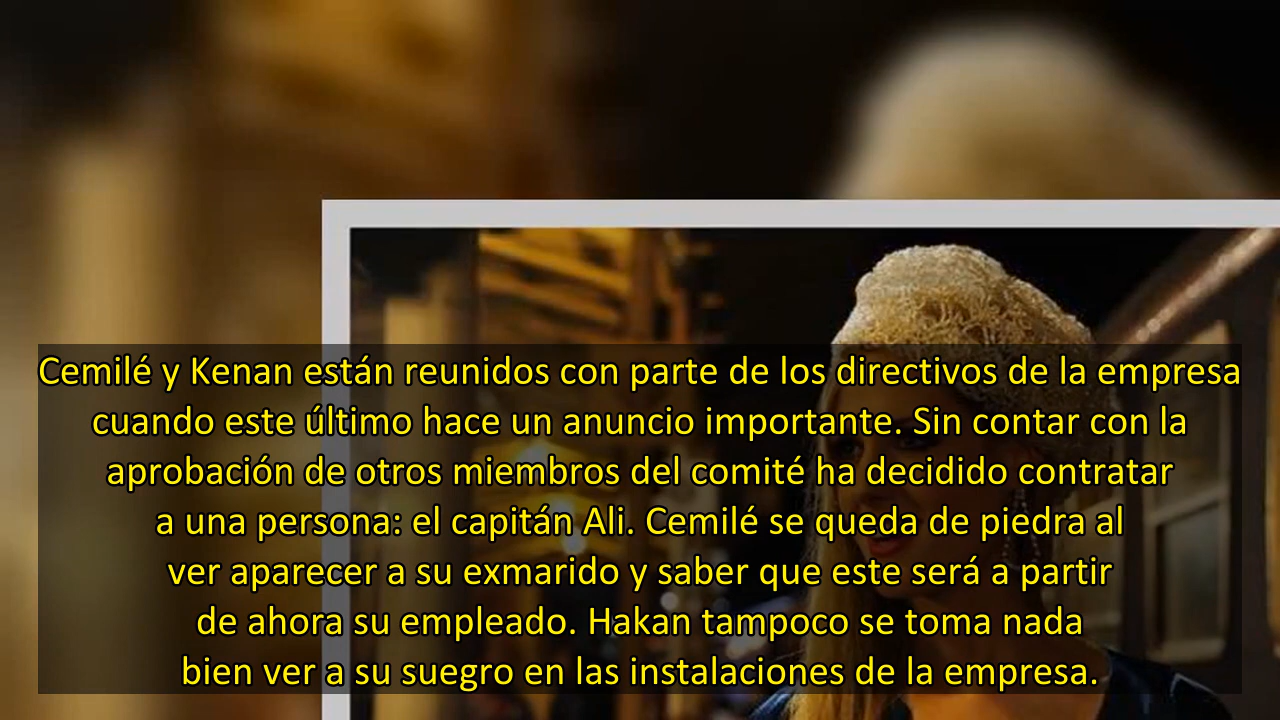 Cemilé y Kenan están reunidos con parte de los directivos de la empresa
cuando este último hace un anuncio importante. Sin contar con la
aprobación de otros miembros del comité ha decidido contratar
a una persona: el capitán Ali. Cemilé se queda de piedra al
ver aparecer a su exmarido y saber que este será a partir
de ahora su empleado. Hakan tampoco se toma nada
bien ver a su suegro en las instalaciones de la empresa.